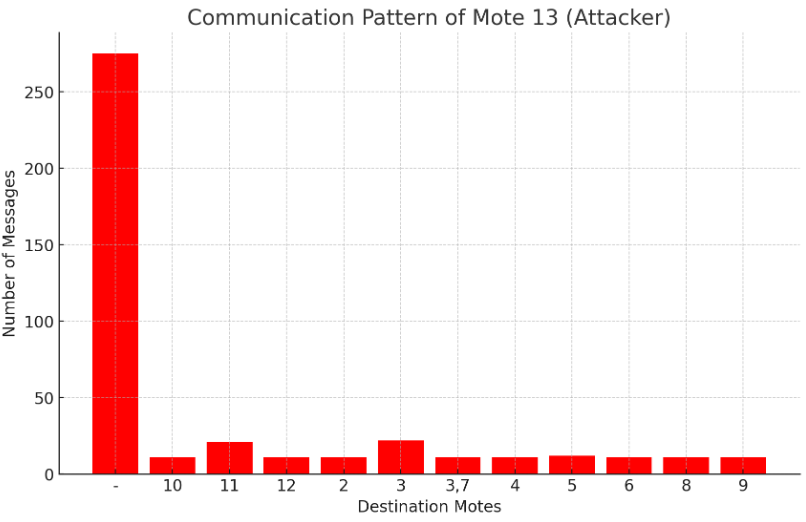 Communication Pattern of Mote 13 (Attacker)
Number of Messages
250
200
150
100
50
0
- 10 11 12 2 3 3,7 4 5 6 8 9
Destination Motes